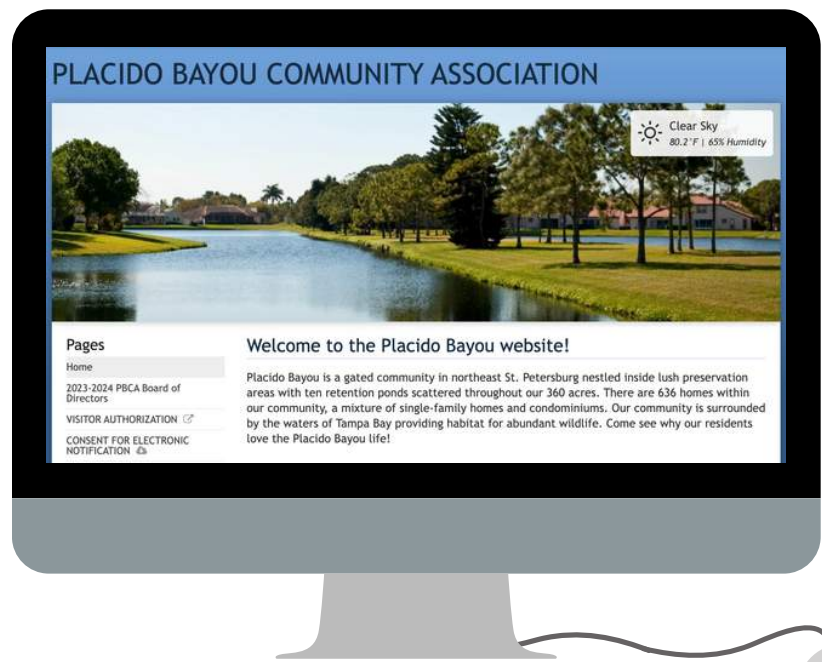 PLACIDO BAYOU COMMUNITY ASSOCIATION
Clear Sky
80.2°F | 65% Humidity
Pages
Home
2023-2024 PBCA Board of
Directors
VISITOR AUTHORIZATION
CONSENT FOR ELECTRONIC
NOTIFICATION
Welcome to the Placido Bayou website!
Placido Bayou is a gated community in northeast St. Petersburg nestled inside lush preservation
areas with ten retention ponds scattered throughout our 360 acres. There are 636 homes within
our community, a mixture of single-family homes and condominiums. Our community is surrounded
by the waters of Tampa Bay providing habitat for abundant wildlife. Come see why our residents
love the Placido Bayou life!